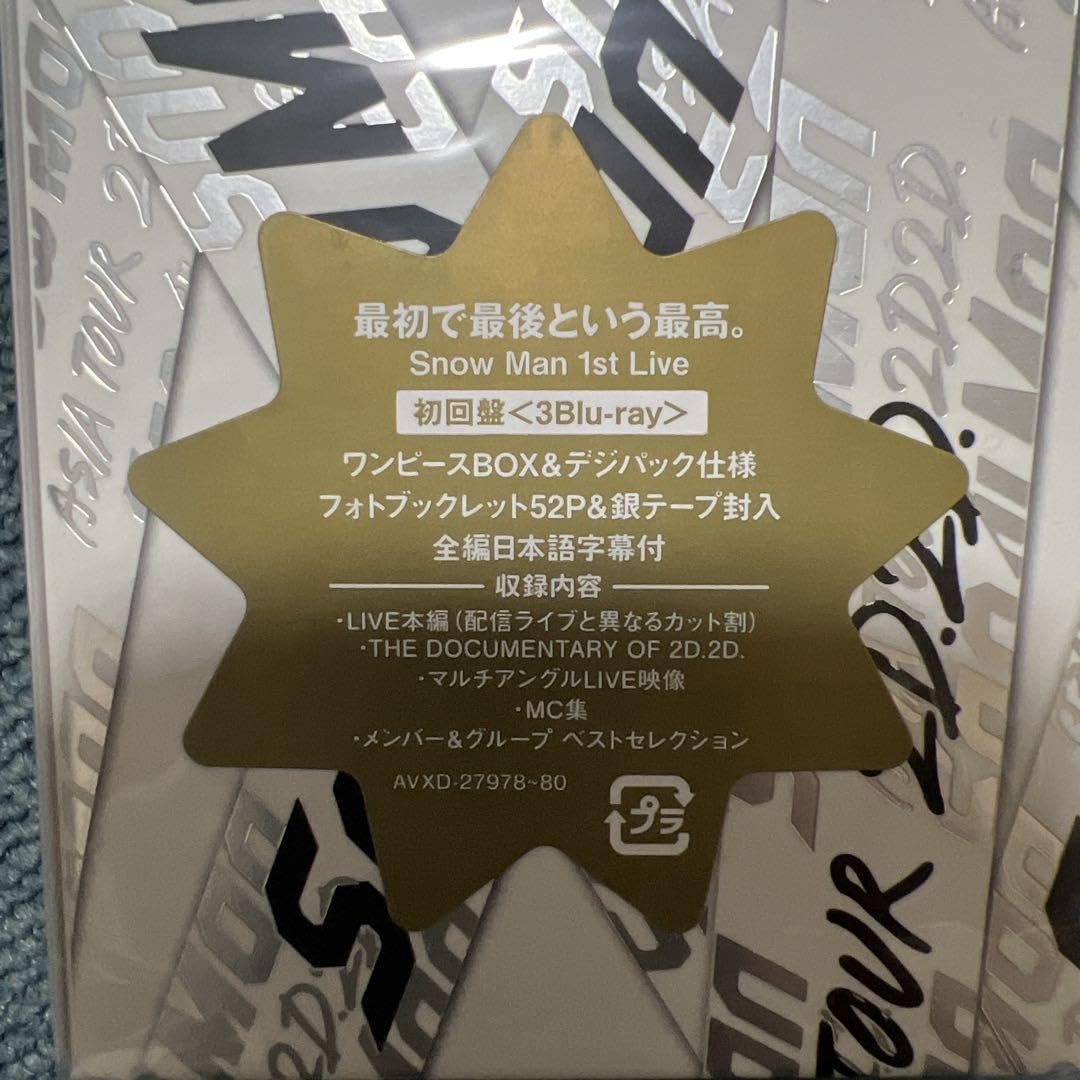 最初で最後という最高。
Snow Man 1st Live
初回盤＜3Blu-ray＞
ワンピースBOX&デジパック仕様
フォトブックレット52P&銀テープ封入
全編日本語字幕付
収録内容
・LIVE本編（配信ライブと異なるカット割）
・THE DOCUMENTARY OF 2D.2D.
・マルチアングルLIVE映像
・MC集
・メンバー&グループ ベストセレクション
AVXD-27978~80
プラ
ASIA TOUR 2D
2D.2D.
2D.2D.
TOUR
2D.